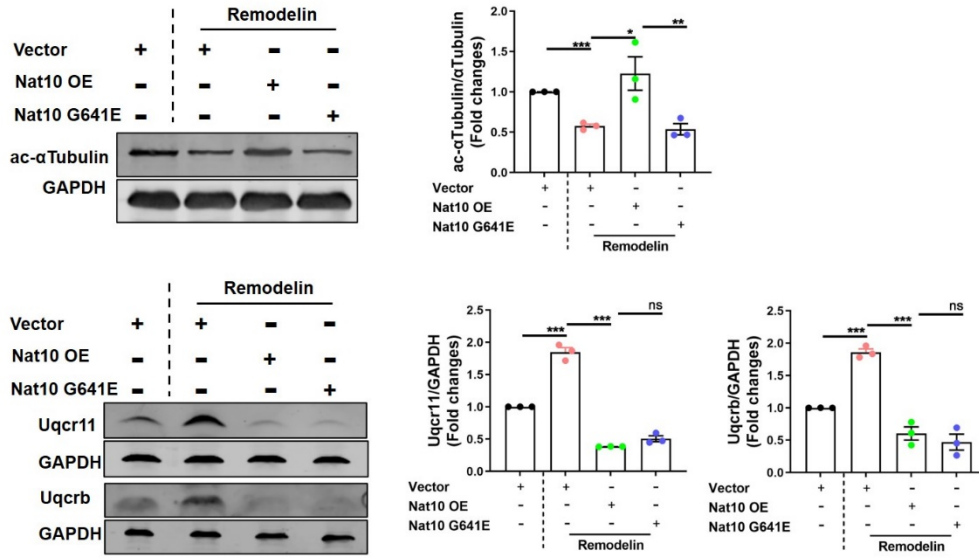 Remodelin
Vector + + - -
Nat10 OE - - + -
Nat10 G641E - - - +
ac-αTubulin
GAPDH
ac-αTubulin/αTubulin
(Fold changes)
2.0
1.5
1.0
0.5
0.0
*** * **
Vector + + - -
Nat10 OE - - + -
Nat10 G641E - - - +
Remodelin
Remodelin
Vector + + - -
Nat10 OE - - + -
Nat10 G641E - - - +
Uqcr11
GAPDH
Uqcrb
GAPDH
Uqcr11/GAPDH
(Fold changes)
2.5
2.0
1.5
1.0
0.5
0.0
*** *** ns
Vector + + - -
Nat10 OE - - + -
Nat10 G641E - - - +
Remodelin
Uqcrb/GAPDH
(Fold changes)
2.5
2.0
1.5
1.0
0.5
0.0
*** *** ns
Vector + + - -
Nat10 OE - - + -
Nat10 G641E - - - +
Remodelin